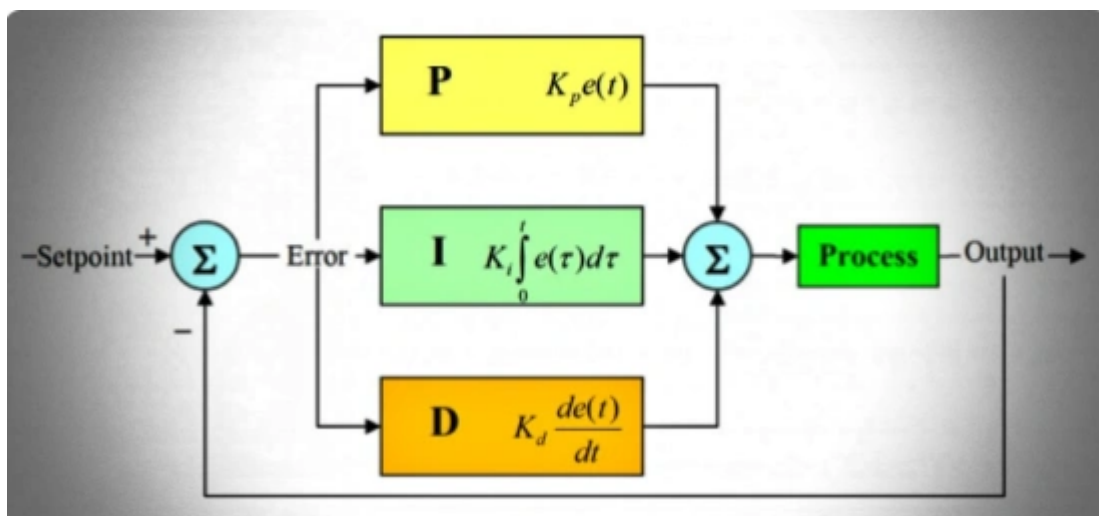 P K_p e(t)
+
–Setpoint
Σ
Error
I K_i ∫_0^t e(τ)dτ
Σ
Process
Output
–
D K_d de(t)/dt